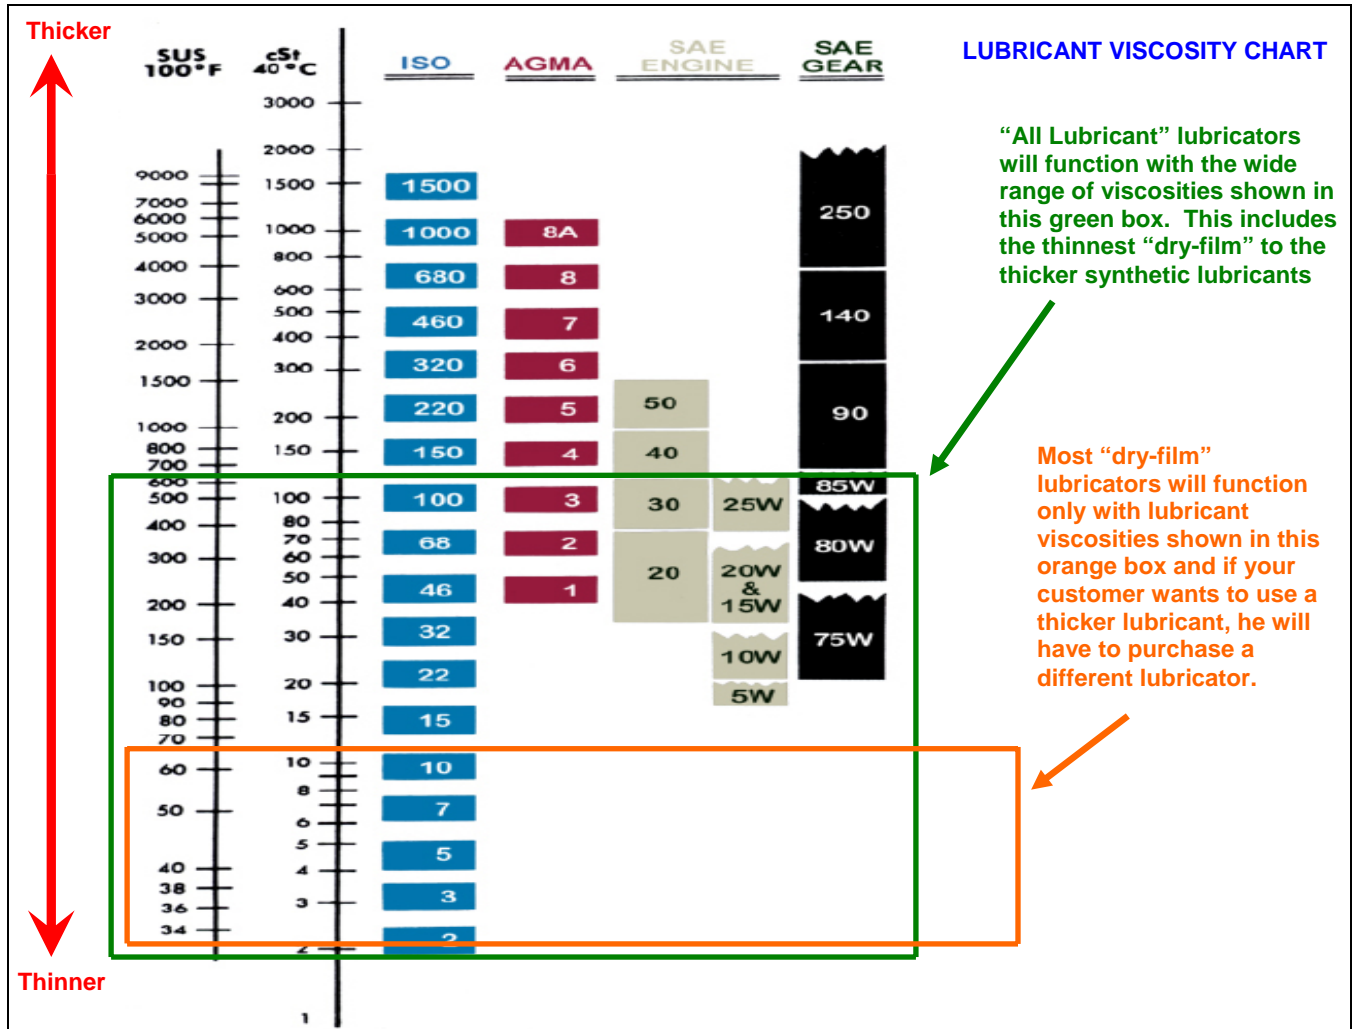 Thicker
LUBRICANT VISCOSITY CHART
SUS
100°F
cSt
40°C
ISO
AGMA
SAE
ENGINE
SAE
GEAR
9000
7000
6000
5000
4000
3000
2000
1500
1000
800
700
600
500
400
300
200
150
100
90
80
70
60
50
40
38
36
34
3000
2000
1500
1000
800
600
500
400
300
200
150
100
80
70
60
50
40
30
20
15
10
8
6
5
4
3
2
1
1500
1000
680
460
320
220
150
100
68
46
32
22
15
10
7
5
3
2
8A
8
7
6
5
4
3
2
1
50
40
30
20
25W
20W
&
15W
10W
5W
250
140
90
85W
80W
75W
“All Lubricant” lubricators
will function with the wide
range of viscosities shown in
this green box. This includes
the thinnest “dry-film” to the
thicker synthetic lubricants
Most “dry-film”
lubricators will function
only with lubricant
viscosities shown in this
orange box and if your
customer wants to use a
thicker lubricant, he will
have to purchase a
different lubricator.
Thinner